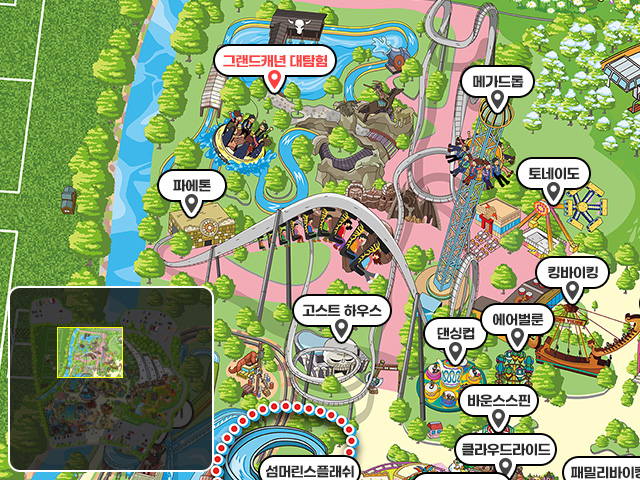 그랜드캐년 대탐험
메가드롭
파에톤
토네이도
킹바이킹
고스트 하우스
댄싱컵
에어벌룬
바운스스핀
클라우드라이드
섬머린스플래쉬
패밀리바이킹